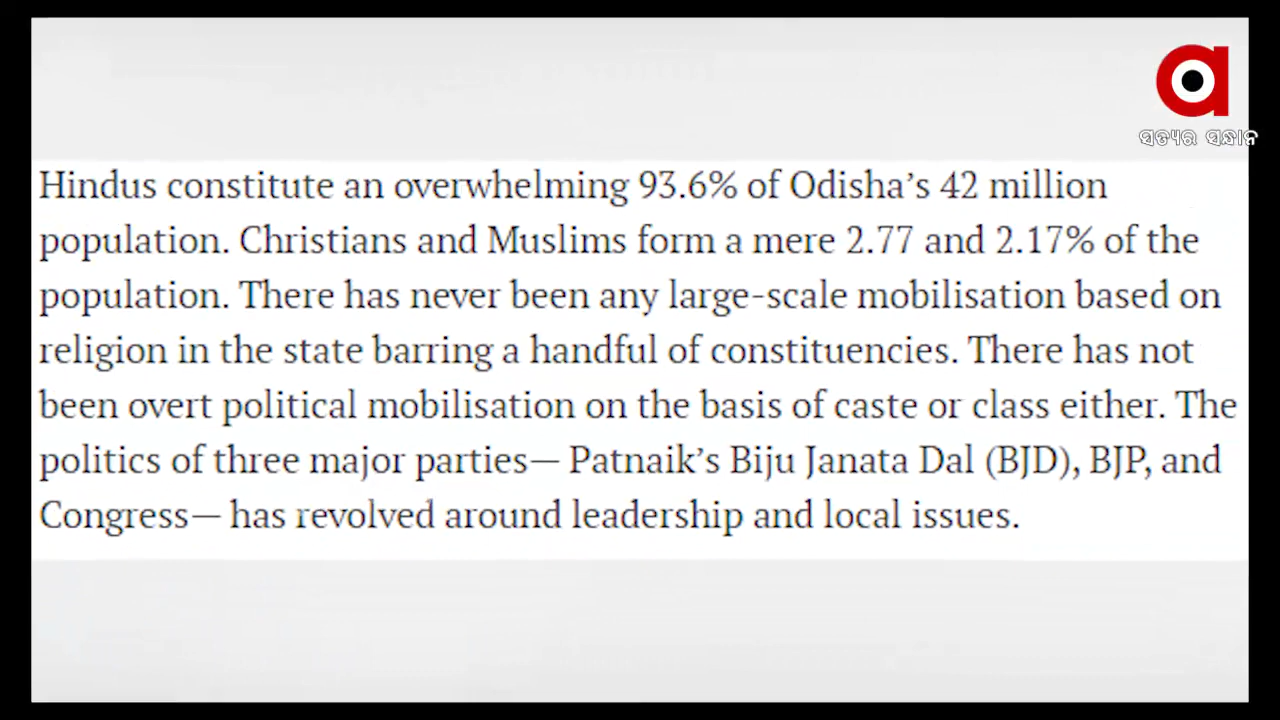 ସତ୍ୟର ସନ୍ଧାନ
Hindus constitute an overwhelming 93.6% of Odisha’s 42 million
population. Christians and Muslims form a mere 2.77 and 2.17% of the
population. There has never been any large-scale mobilisation based on
religion in the state barring a handful of constituencies. There has not
been overt political mobilisation on the basis of caste or class either. The
politics of three major parties— Patnaik’s Biju Janata Dal (BJD), BJP, and
Congress— has revolved around leadership and local issues.